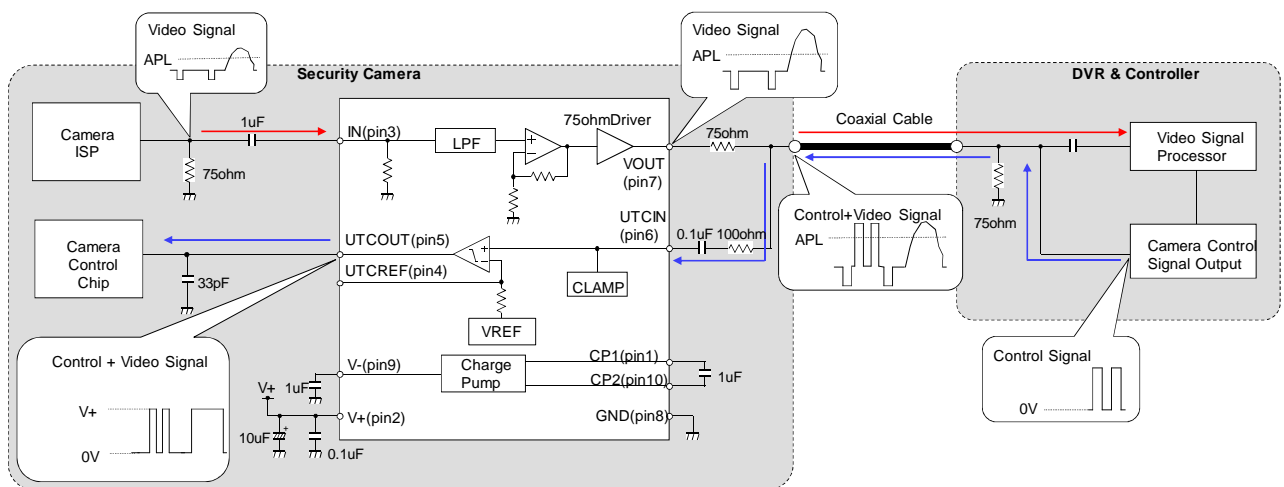 Video Signal
APL
Video Signal
APL
Security Camera
DVR & Controller
Camera
ISP
1uF
75ohm
IN(pin3)
LPF
75ohmDriver
VOUT
(pin7)
75ohm
Coaxial Cable
Video Signal
Processor
75ohm
Camera Control
Signal Output
UTCIN
(pin6)
0.1uF 100ohm
Control+Video Signal
APL
Camera
Control
Chip
33pF
UTCOUT(pin5)
UTCREF(pin4)
CLAMP
VREF
Control + Video Signal
V+
0V
V-(pin9)
1uF
V+
V+(pin2)
10uF
+
0.1uF
Charge
Pump
CP1(pin1)
CP2(pin10)
1uF
GND(pin8)
Control Signal
0V